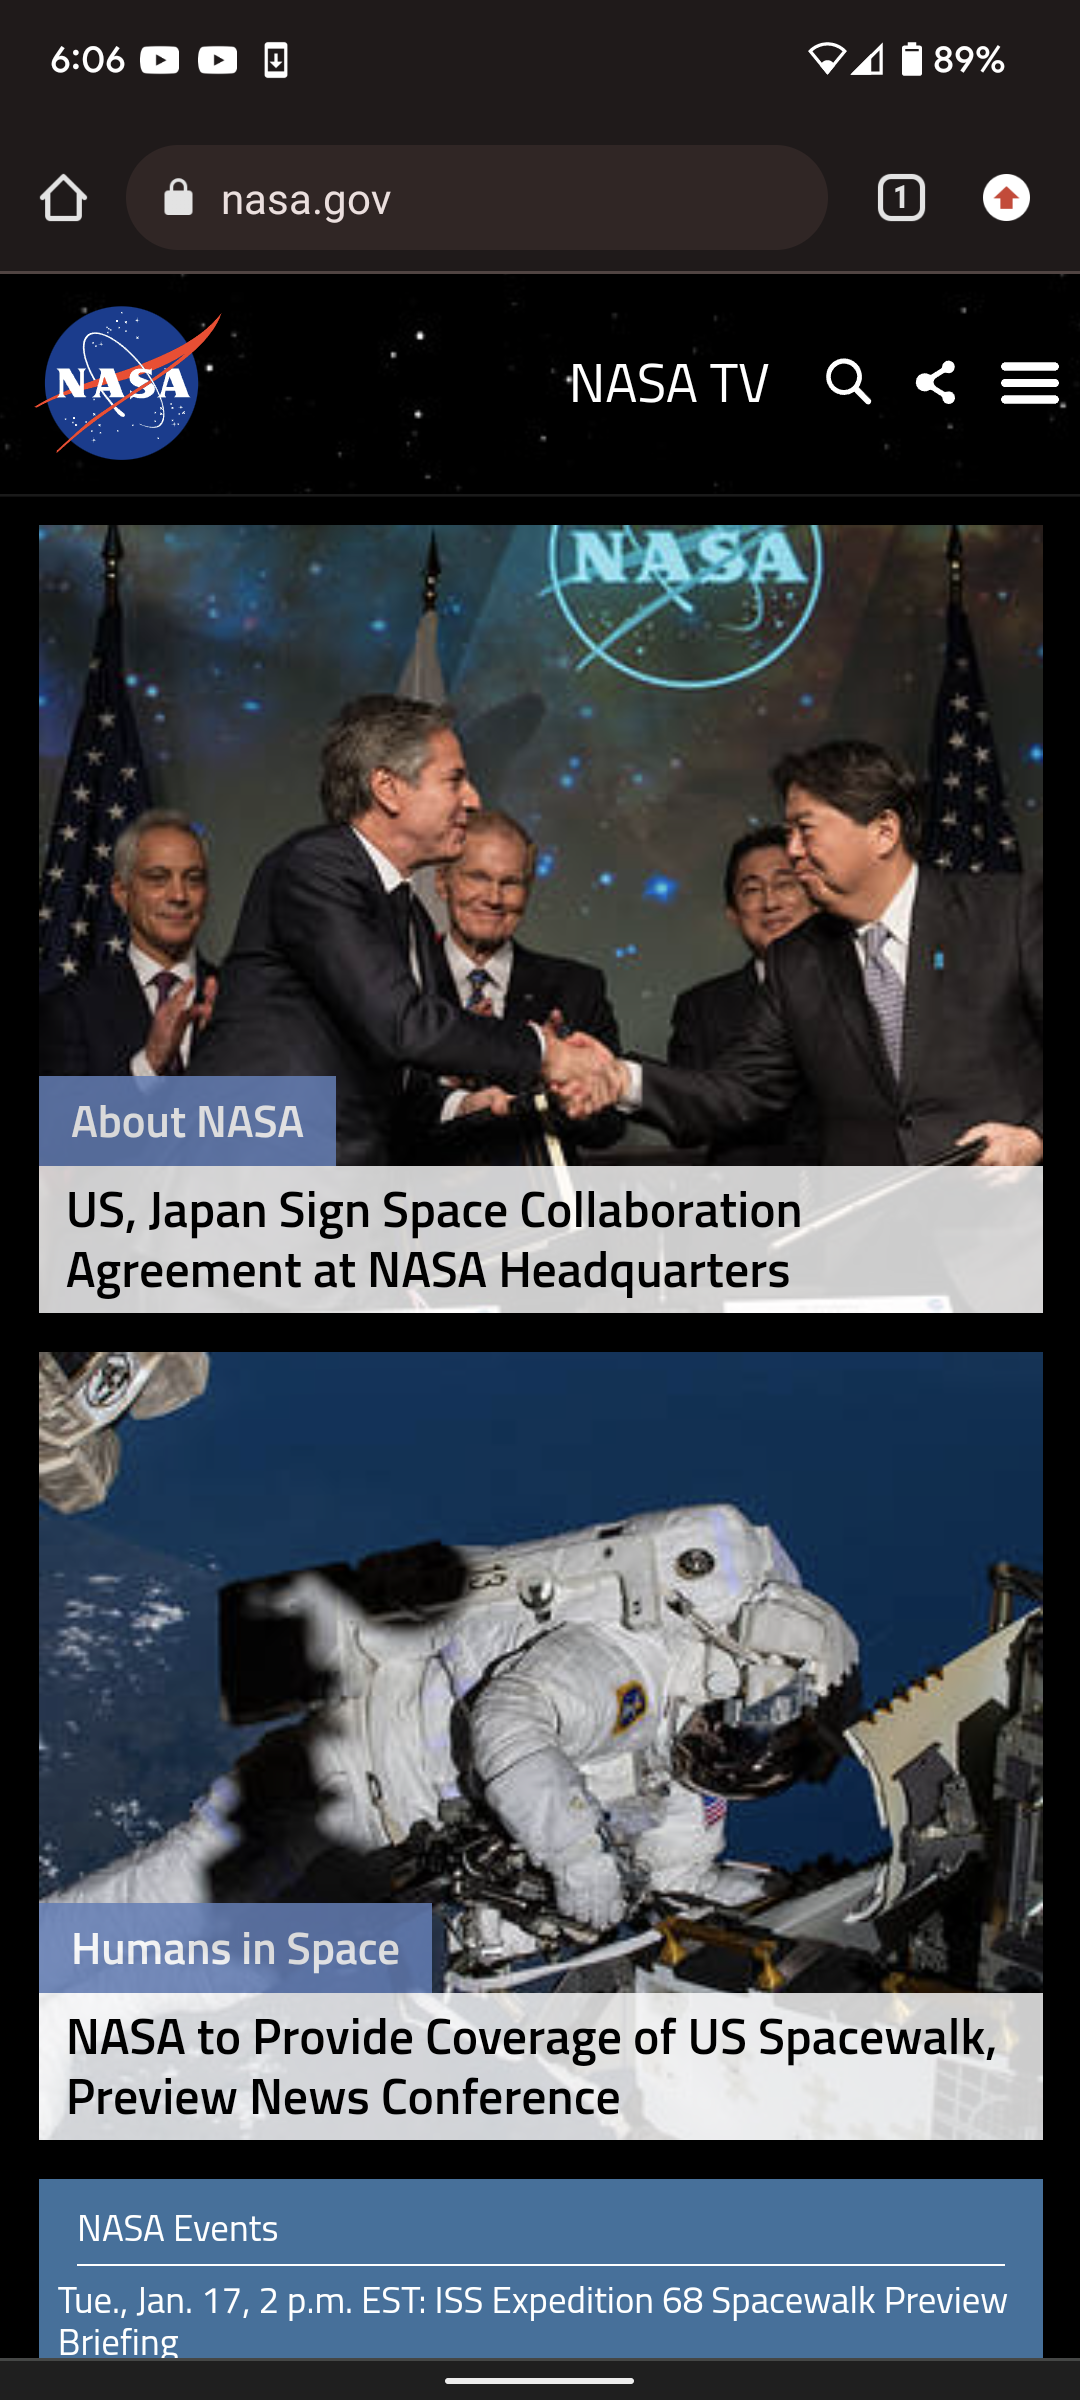 6:06
89%
nasa.gov
1
NASA
NASA TV
NASA
About NASA
US, Japan Sign Space Collaboration
Agreement at NASA Headquarters
13
Humans in Space
NASA to Provide Coverage of US Spacewalk,
Preview News Conference
NASA Events
Tue., Jan. 17, 2 p.m. EST: ISS Expedition 68 Spacewalk Preview
Briefing